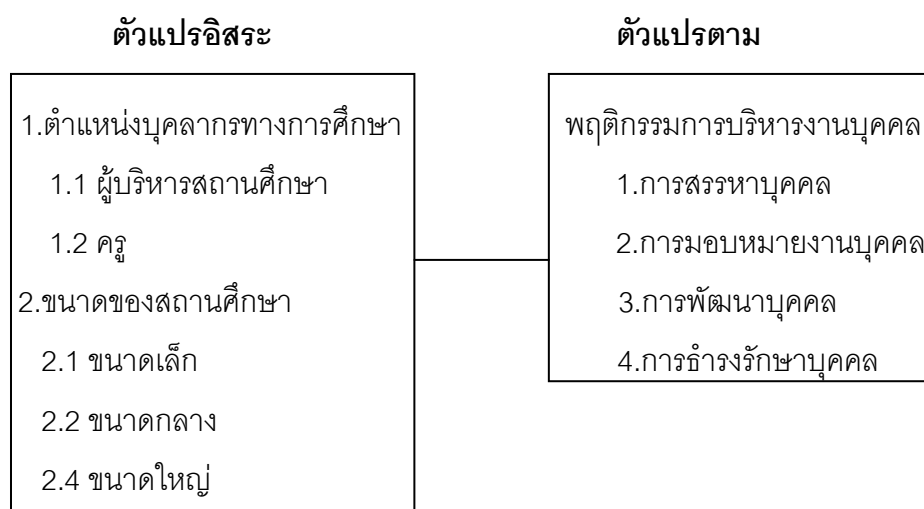 ตัวแปรอิสระ
1.ตำแหน่งบุคลากรทางการศึกษา
1.1 ผู้บริหารสถานศึกษา
1.2 ครู
2.ขนาดของสถานศึกษา
2.1 ขนาดเล็ก
2.2 ขนาดกลาง
2.4 ขนาดใหญ่
ตัวแปรตาม
พฤติกรรมการบริหารงานบุคคล
1.การสรรหาบุคคล
2.การมอบหมายงานบุคคล
3.การพัฒนาบุคคล
4.การธำรงรักษาบุคคล